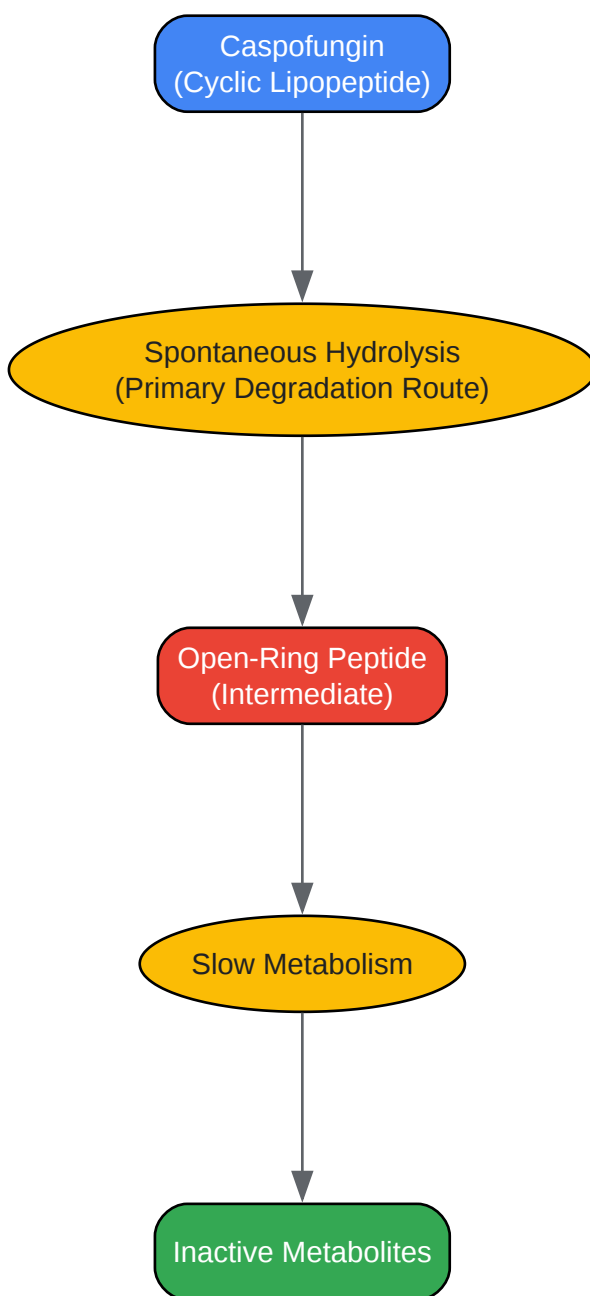 Caspofungin
(Cyclic Lipopeptide)
Spontaneous Hydrolysis
(Primary Degradation Route)
Open-Ring Peptide
(Intermediate)
Slow Metabolism
Inactive Metabolites